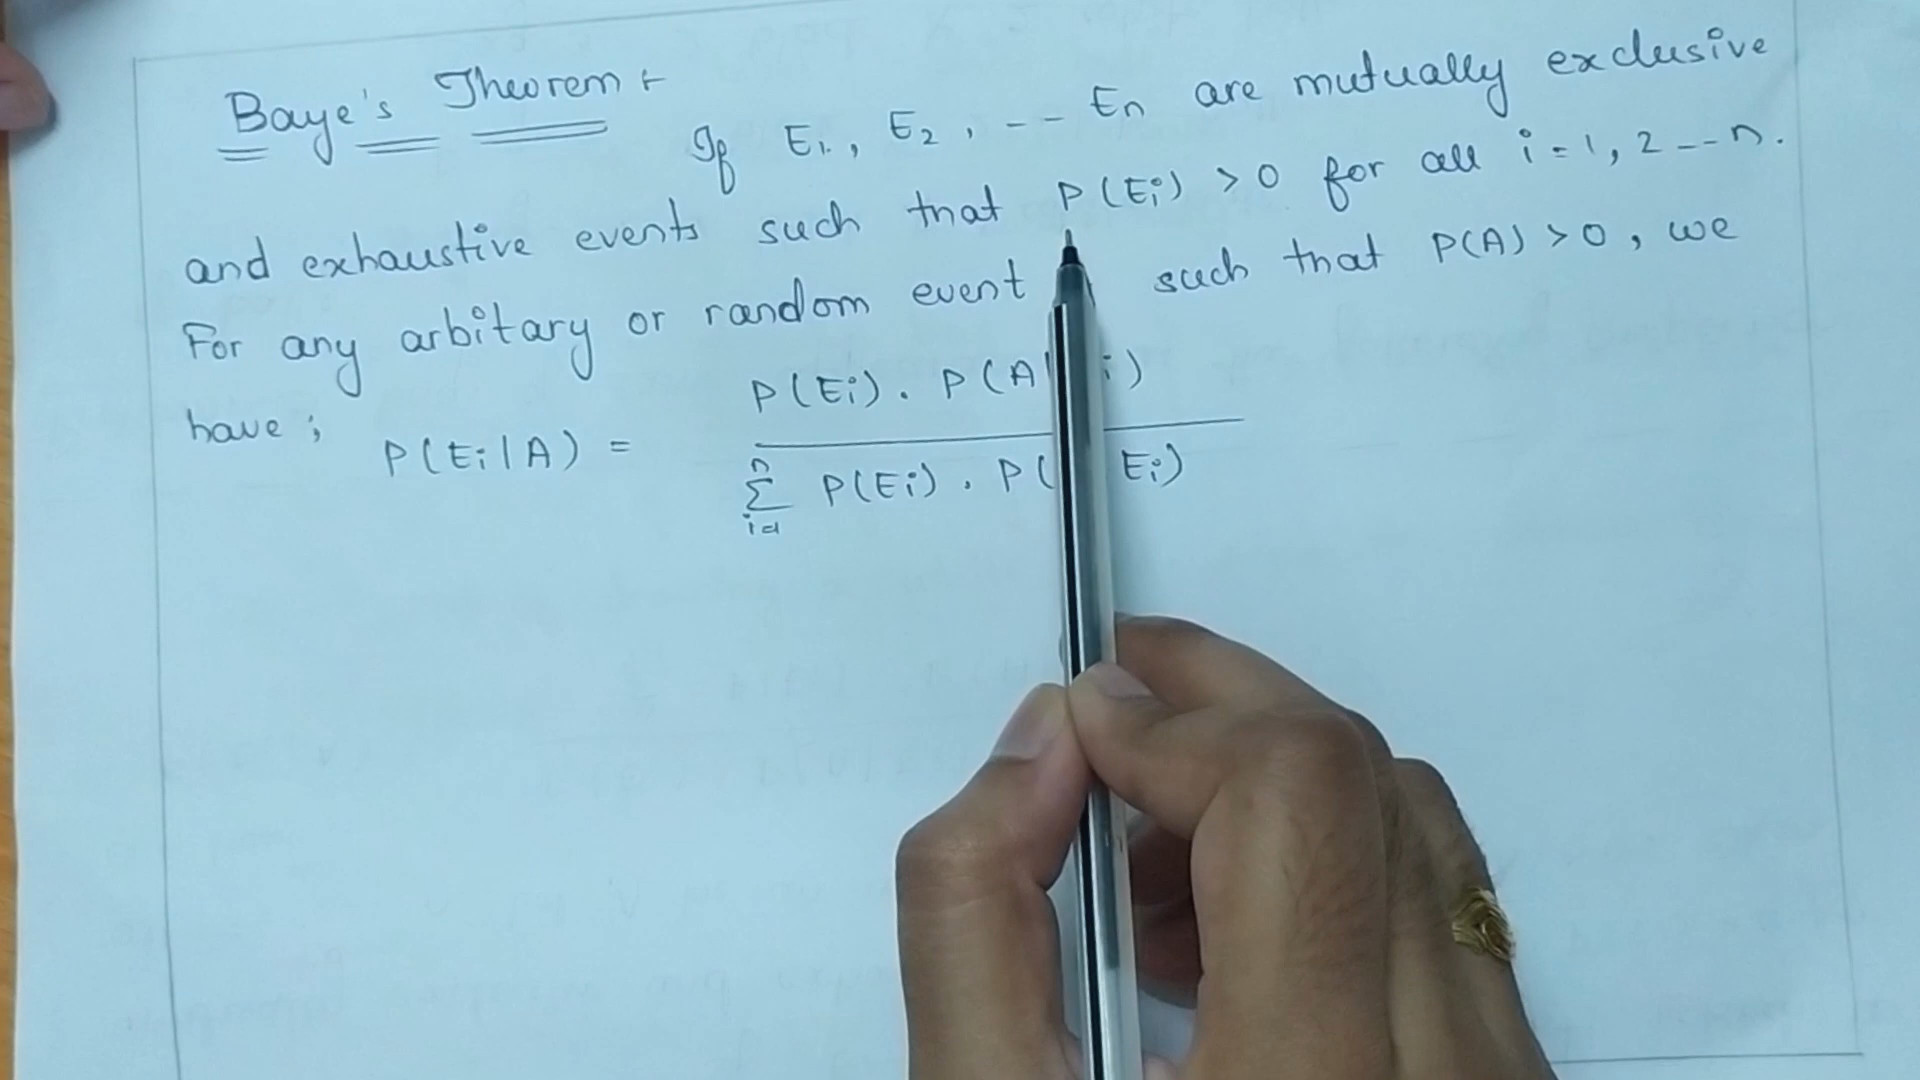 Baye's Theorem :-
If E1, E2, --- En are mutually exclusive
and exhaustive events such that P(Ei) > 0 for all i = 1, 2 --- n.
For any arbitary or random event such that P(A) > 0, we
have ;
P(Ei | A) =
P(Ei) . P(A | i)
n
Σ P(Ei) . P( Ei)
i=1